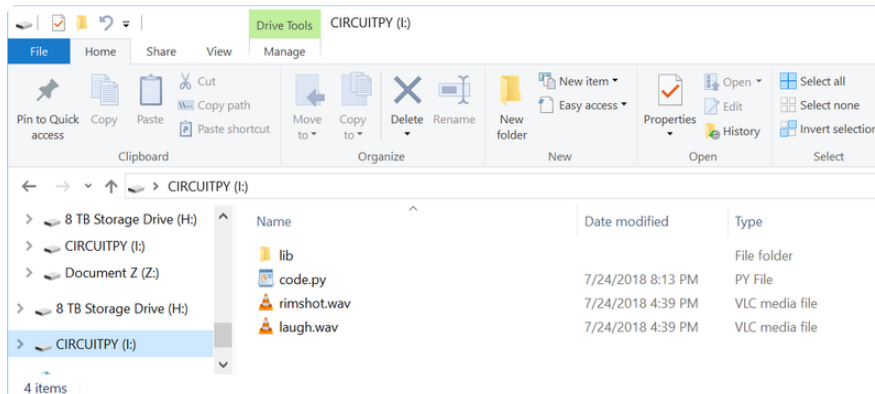 Drive Tools CIRCUITPY (I:)
File Home Share View Manage
Pin to Quick access
Copy
Paste
Cut
Copy path
Paste shortcut
Move to
Copy to
Delete
Rename
New folder
New item
Easy access
Properties
Open
Edit
History
Select all
Select none
Invert selection
Clipboard Organize New Open Select
CIRCUITPY (I:)
8 TB Storage Drive (H:)
CIRCUITPY (I:)
Document Z (Z:)
8 TB Storage Drive (H:)
CIRCUITPY (I:)
Name Date modified Type
lib File folder
code.py 7/24/2018 8:13 PM PY File
rimshot.wav 7/24/2018 4:39 PM VLC media file
laugh.wav 7/24/2018 4:39 PM VLC media file
4 items